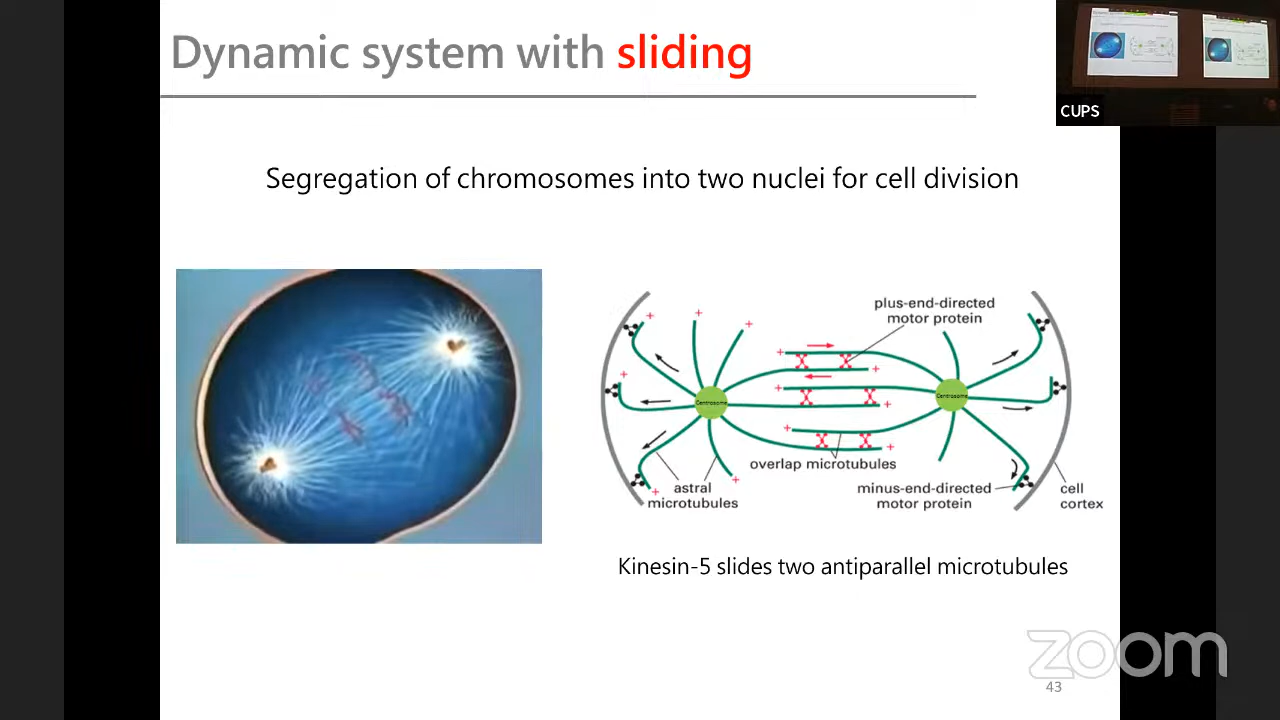 Dynamic system with sliding
CUPS
Segregation of chromosomes into two nuclei for cell division
plus-end-directed
motor protein
+
+
+
+
+
+
+
+
+
+
+
+
Centrosome
Centrosome
overlap microtubules
astral
microtubules
minus-end-directed
motor protein
cell
cortex
Kinesin-5 slides two antiparallel microtubules
zoom
43